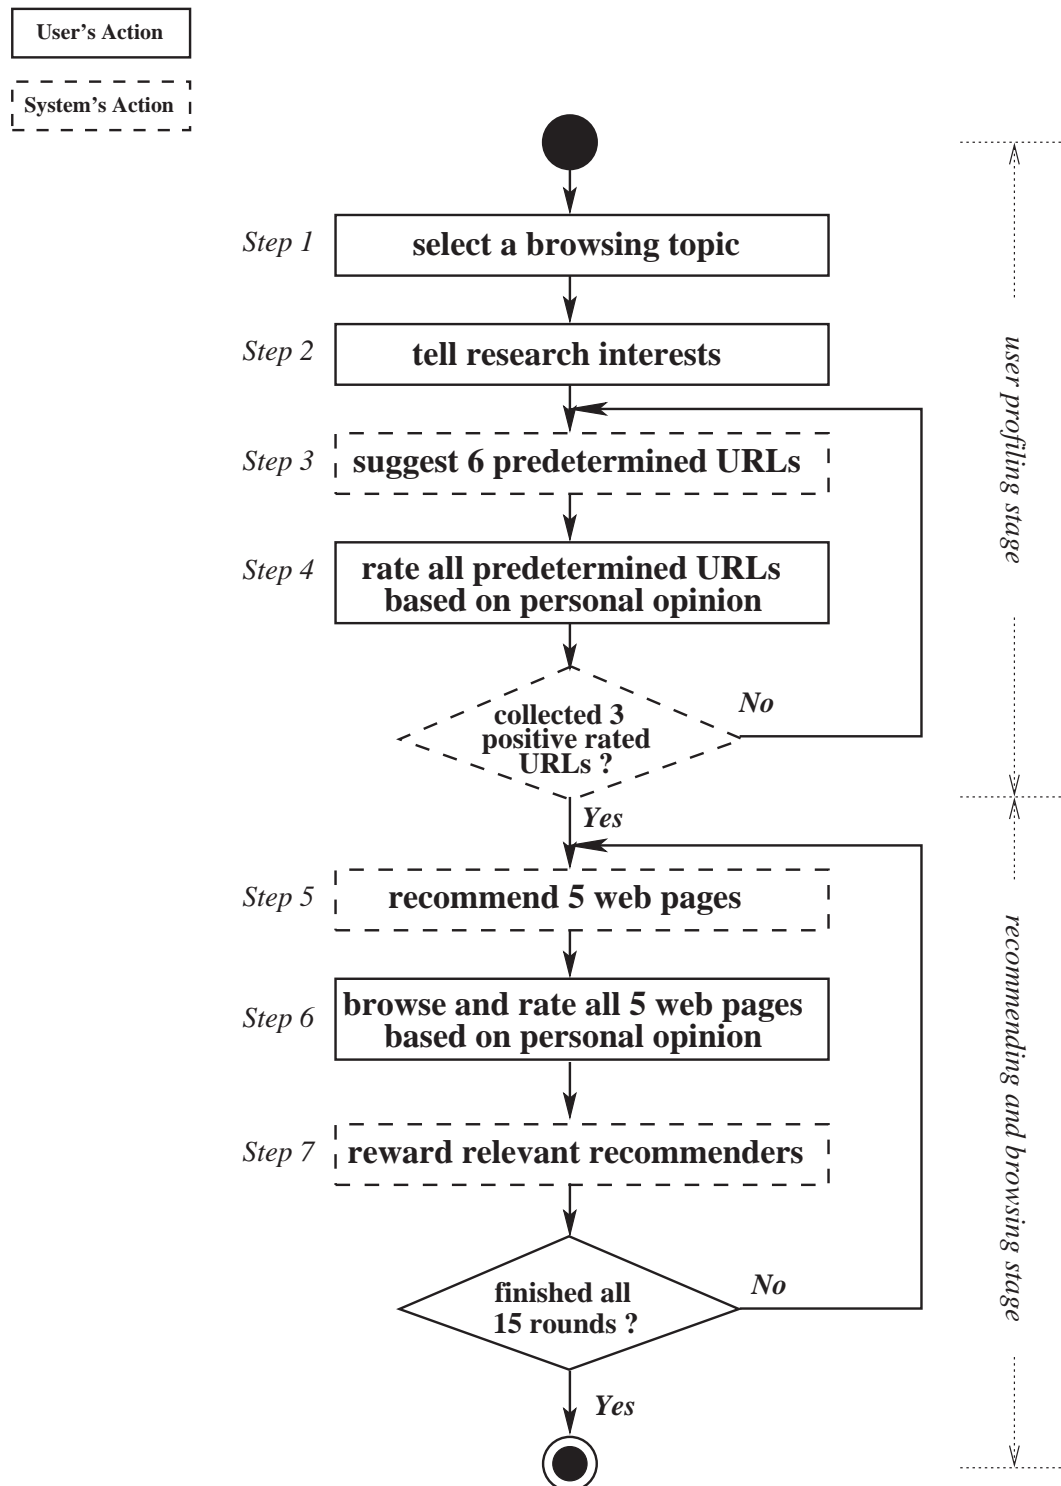 User's Action
System's Action
Step 1
select a browsing topic
Step 2
tell research interests
Step 3
suggest 6 predetermined URLs
Step 4
rate all predetermined URLs
based on personal opinion
collected 3
positive rated
URLs ?
No
Yes
user profiling stage
Step 5
recommend 5 web pages
Step 6
browse and rate all 5 web pages
based on personal opinion
Step 7
reward relevant recommenders
finished all
15 rounds ?
No
Yes
recommending and browsing stage